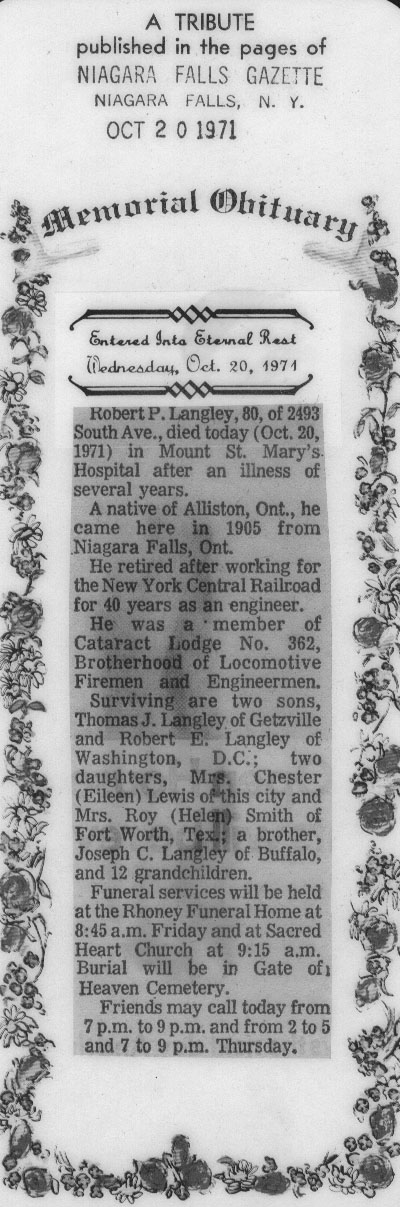 A TRIBUTE
published in the pages of
NIAGARA FALLS GAZETTE
NIAGARA FALLS, N. Y.
OCT 2 0 1971
Memorial Obituary
Entered Into Eternal Rest
Wednesday, Oct. 20, 1971
Robert P. Langley, 80, of 2493
South Ave., died today (Oct. 20,
1971) in Mount St. Mary's
Hospital after an illness of
several years.
A native of Alliston, Ont., he
came here in 1905 from
Niagara Falls, Ont.
He retired after working for
the New York Central Railroad
for 40 years as an engineer.
He was a member of
Cataract Lodge No. 362,
Brotherhood of Locomotive
Firemen and Engineermen.
Surviving are two sons,
Thomas J. Langley of Getzville
and Robert E. Langley of
Washington, D.C.; two
daughters, Mrs. Chester
(Eileen) Lewis of this city and
Mrs. Roy (Helen) Smith of
Fort Worth, Tex.; a brother,
Joseph C. Langley of Buffalo,
and 12 grandchildren.
Funeral services will be held
at the Rhoney Funeral Home at
8:45 a.m. Friday and at Sacred
Heart Church at 9:15 a.m.
Burial will be in Gate of
Heaven Cemetery.
Friends may call today from
7 p.m. to 9 p.m. and from 2 to 5
and 7 to 9 p.m. Thursday.